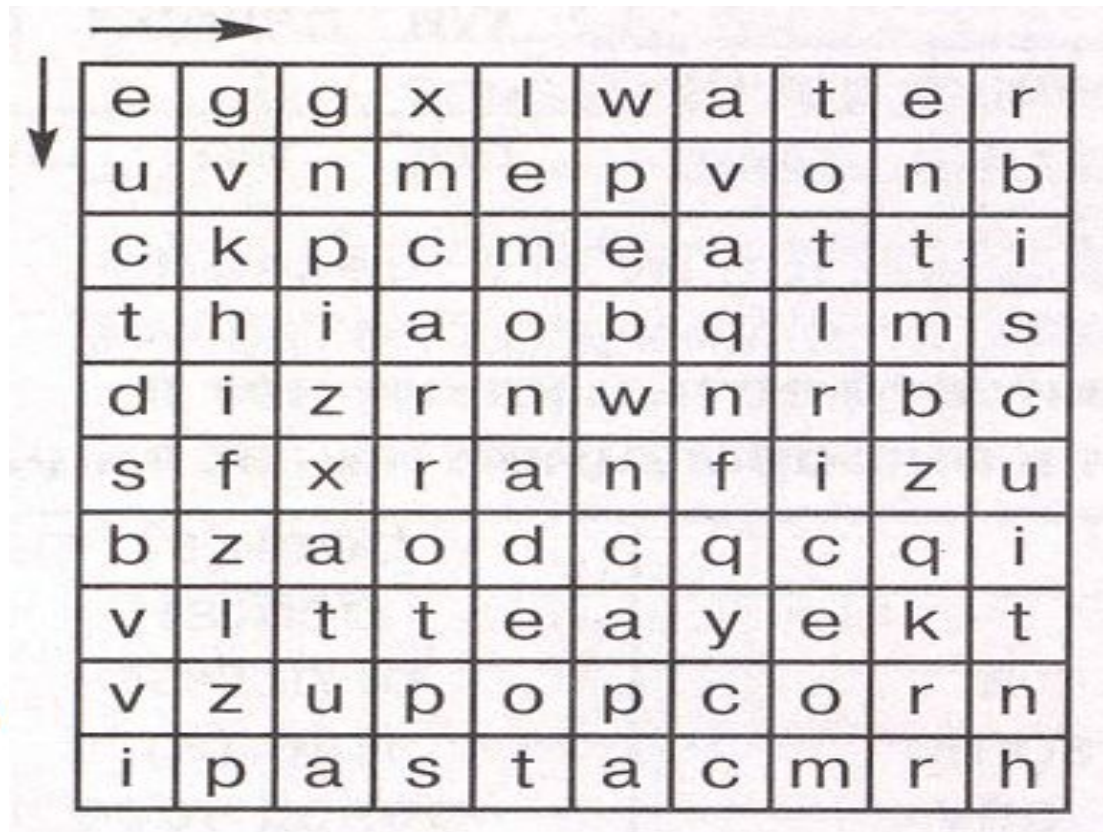 e g g x l w a t e r
u v n m e p v o n b
c k p c m e a t t i
t h i a o b q l m s
d i z r n w n r b c
s f x r a n f i z u
b z a o d c q c q i
v l t t e a y e k t
v z u p o p c o r n
i p a s t a c m r h